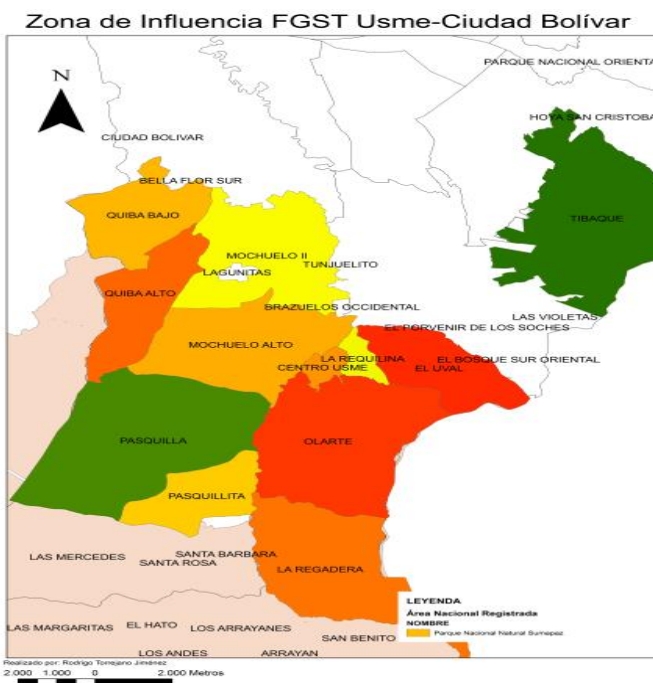 Zona de Influencia FGST Usme-Ciudad Bolívar
PARQUE NACIONAL ORIENTA
N
HOYA SAN CRISTOBA
CIUDAD BOLIVAR
BELLA FLOR SUR
QUIBA BAJO
TIBAQUE
MOCHUELO II
TUNJUELITO
LAGUNITAS
QUIBA ALTO
BRAZUELOS OCCIDENTAL
LAS VIOLETAS
EL PORVENIR DE LOS SOCHES
MOCHUELO ALTO
LA REQUILINA
EL BOSQUE SUR ORIENTAL
CENTRO USME
EL UVAL
PASQUILLA
OLARTE
PASQUILLITA
LAS MERCEDES
SANTA BARBARA
SANTA ROSA
LA REGADERA
LEYENDA
Área Nacional Registrada
NOMBRE
Parque Nacional Natural Sumapaz
LAS MARGARITAS
EL HATO
LOS ARRAYANES
SAN BENITO
LOS ANDES
ARRAYAN
Realizado por: Rodrigo Torrejano Jiménez
2.000 1.000 0 2.000 Metros